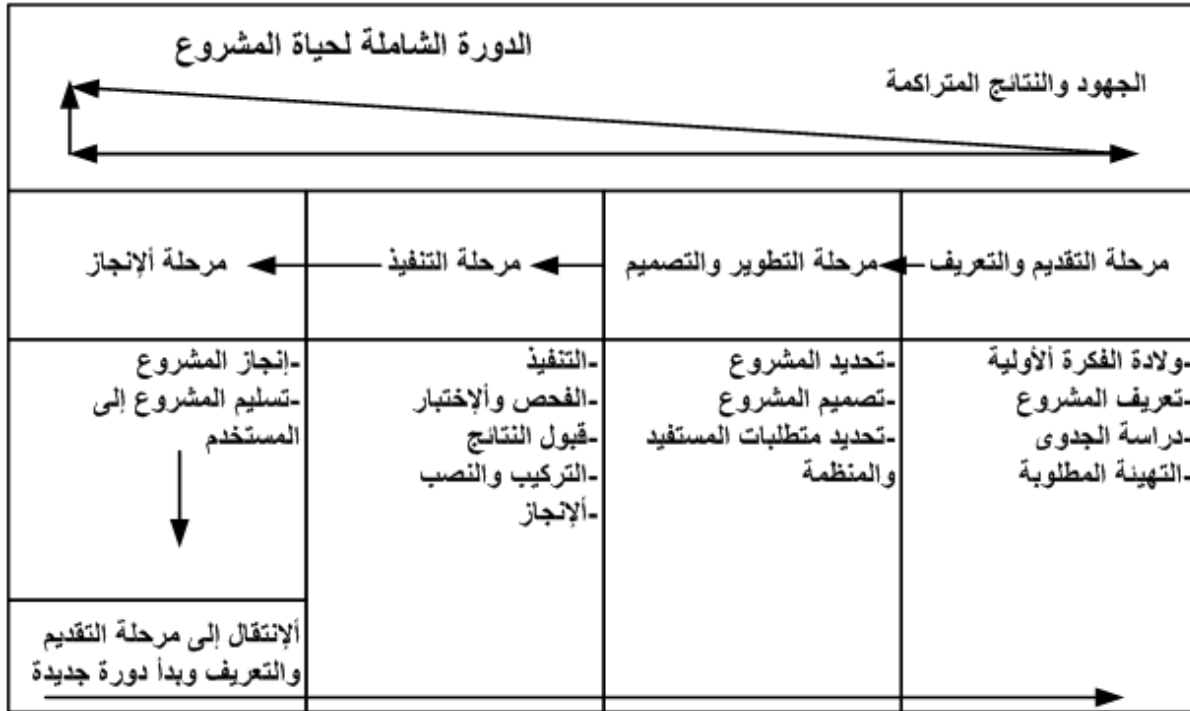 الدورة الشاملة لحياة المشروع
الجهود والنتائج المتراكمة
مرحلة التقديم والتعريف
مرحلة التطوير والتصميم
مرحلة التنفيذ
مرحلة ألإنجاز
-ولادة الفكرة ألأولية
-تعريف المشروع
-دراسة الجدوى
-التهيئة المطلوبة
-تحديد المشروع
-تصميم المشروع
-تحديد متطلبات المستفيد
والمنظمة
-التنفيذ
-الفحص وألإختبار
-قبول النتائج
-التركيب والنصب
-ألإنجاز
-إنجاز المشروع
-تسليم المشروع إلى
المستخدم
ألإنتقال إلى مرحلة التقديم
والتعريف وبدأ دورة جديدة